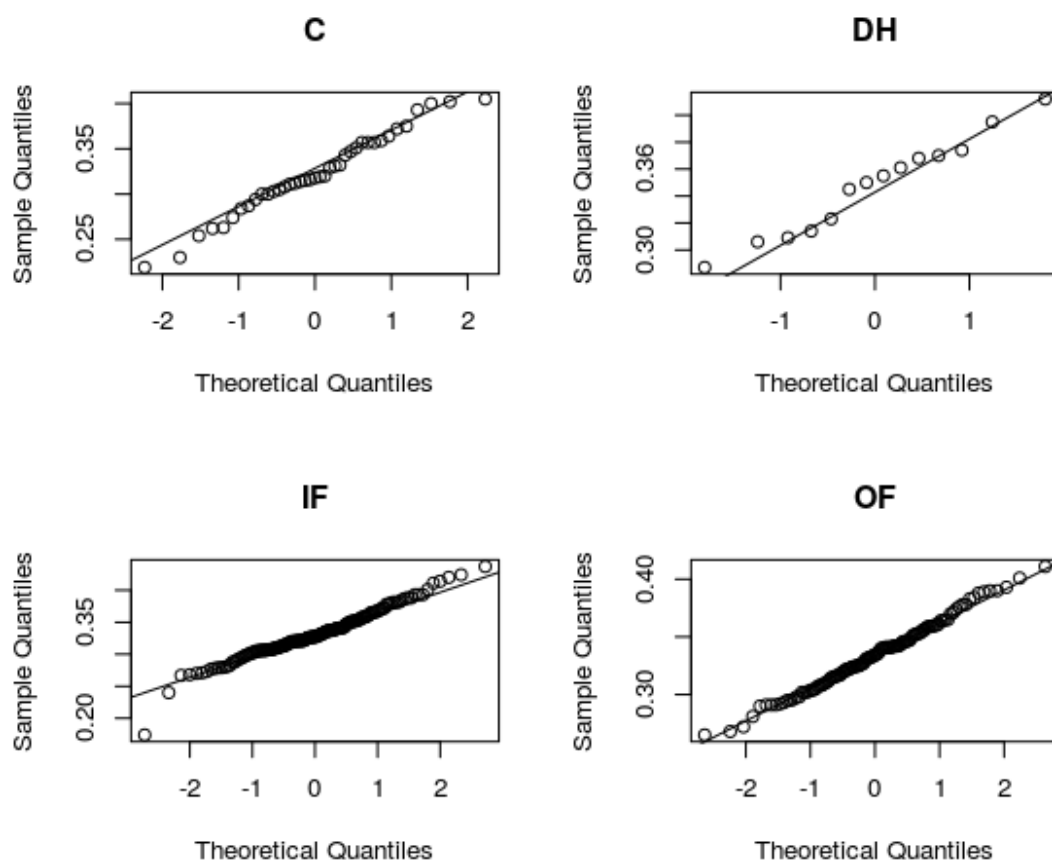 C
Sample Quantiles
0.25 0.35
-2 -1 0 1 2
Theoretical Quantiles
DH
Sample Quantiles
0.30 0.36
-1 0 1
Theoretical Quantiles
IF
Sample Quantiles
0.20 0.35
-2 -1 0 1 2
Theoretical Quantiles
OF
Sample Quantiles
0.30 0.40
-2 -1 0 1 2
Theoretical Quantiles